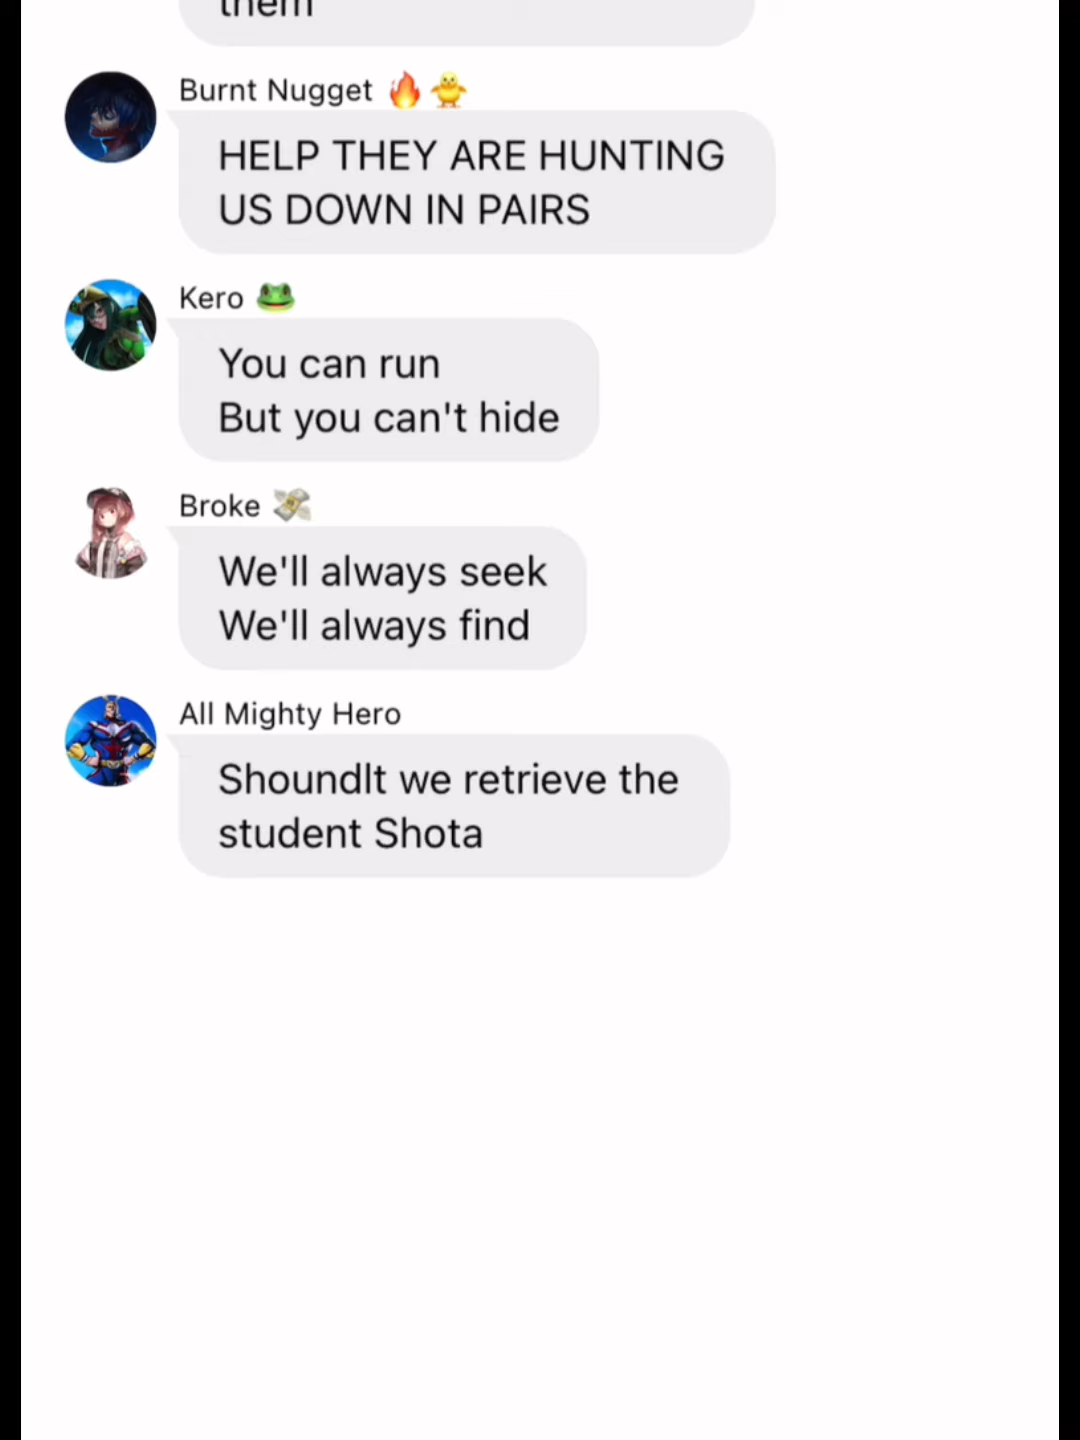 them
Burnt Nugget 🔥🐥
HELP THEY ARE HUNTING
US DOWN IN PAIRS
Kero 🐸
You can run
But you can't hide
Broke 💸
We'll always seek
We'll always find
All Mighty Hero
Shoundlt we retrieve the
student Shota